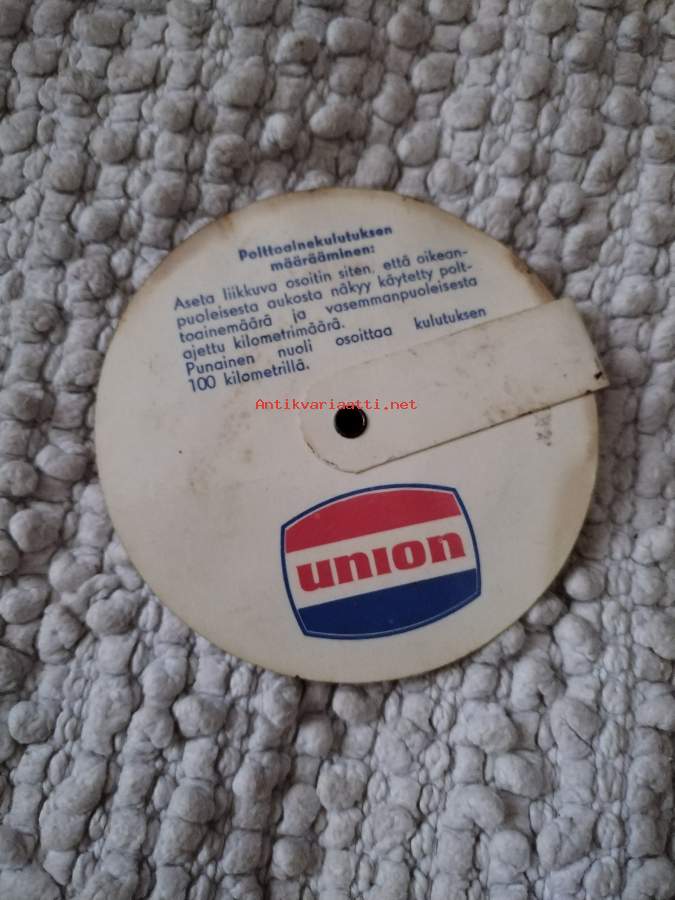 Polttoainekulutuksen
määrääminen:
Aseta liikkuva osoitin siten, että oikean-
puoleisesta aukosta näkyy käytetty polt-
toainemäärä ja vasemmanpuoleisesta
ajettu kilometrimäärä.
Punainen nuoli osoittaa kulutuksen
100 kilometrillä.
Antikvariaatti.net
union